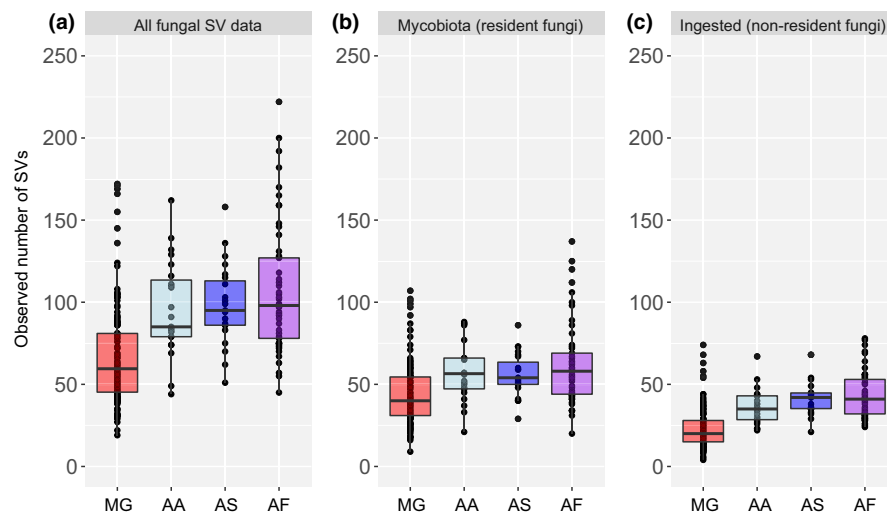 (a) All fungal SV data (b) Mycobiota (resident fungi) (c) Ingested (non-resident fungi)
250 250 250
200 200 200
150 150 150
100 100 100
50 50 50
0 0 0
Observed number of SVs
MG AA AS AF MG AA AS AF MG AA AS AF